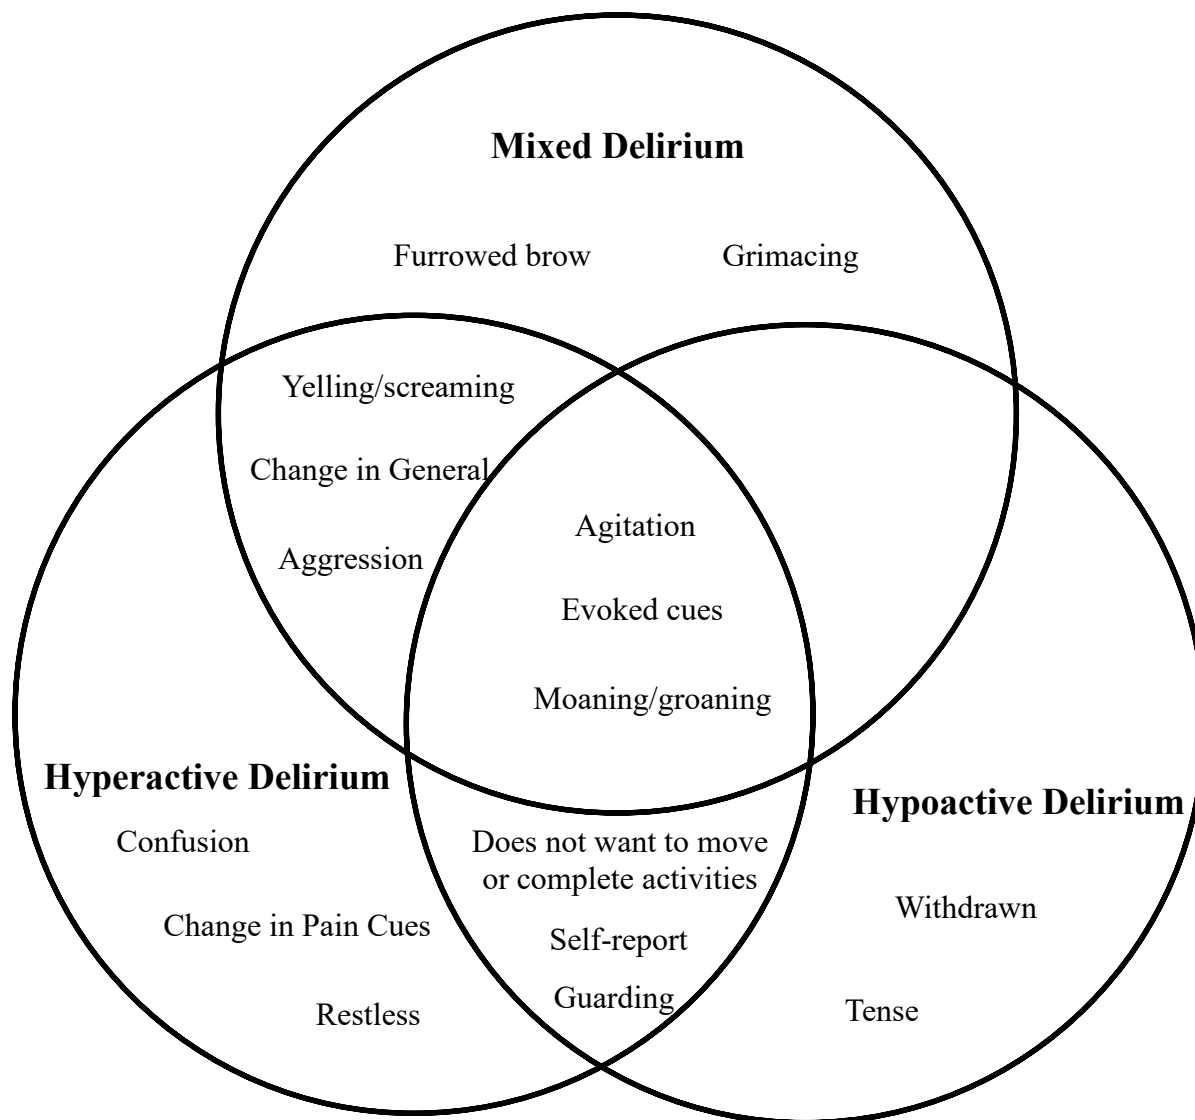 Mixed Delirium
Furrowed brow
Grimacing
Yelling/screaming
Change in General
Aggression
Agitation
Evoked cues
Moaning/groaning
Hyperactive Delirium
Confusion
Change in Pain Cues
Restless
Does not want to move
or complete activities
Self-report
Guarding
Hypoactive Delirium
Withdrawn
Tense